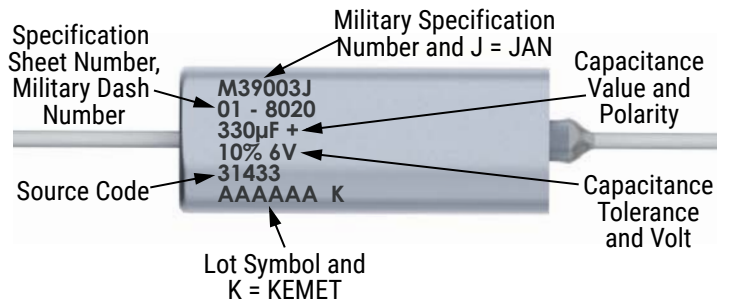 Military Specification
Number and J = JAN
Specification
Sheet Number,
Military Dash
Number
Capacitance
Value and
Polarity
M39003J
01 - 8020
330µF +
10% 6V
31433
AAAAAA K
Source Code
Capacitance
Tolerance
and Volt
Lot Symbol and
K = KEMET